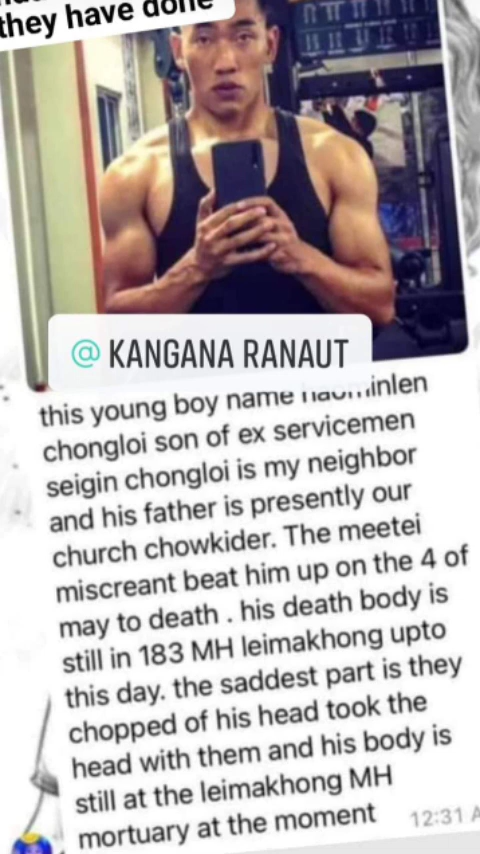 they have done
@ KANGANA RANAUT
this young boy name
chongloi son of ex servicemen
seigin chongloi is my neighbor
and his father is presently our
church chowkider. The meetei
miscreant beat him up on the 4 of
may to death . his death body is
still in 183 MH leimakhong upto
this day. the saddest part is they
chopped of his head took the
head with them and his body is
still at the leimakhong MH
mortuary at the moment
12:31 A